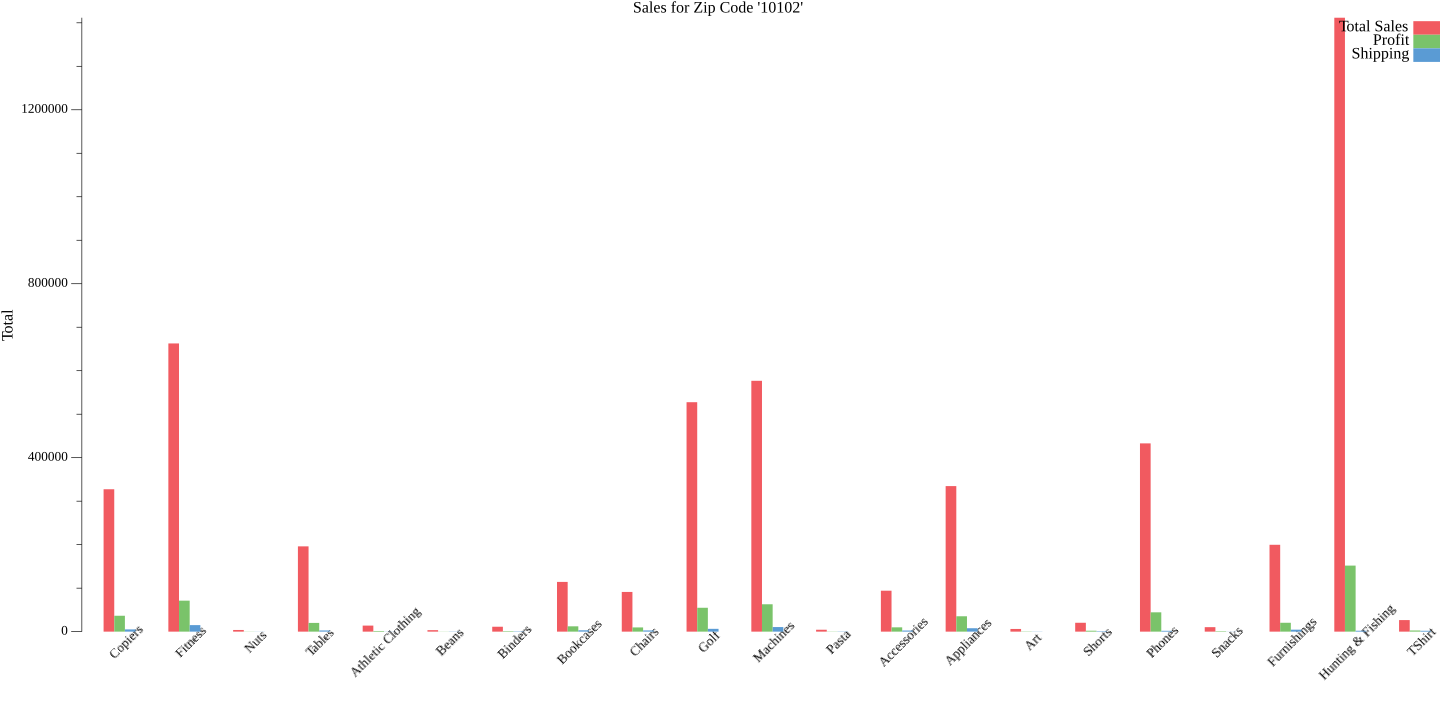 Sales for Zip Code '10102'
Total Sales
Profit
Shipping
Total
1200000
800000
400000
0
Copiers
Fitness
Nuts
Tables
Athletic Clothing
Beans
Binders
Bookcases
Chairs
Golf
Machines
Pasta
Accessories
Appliances
Art
Shorts
Phones
Snacks
Furnishings
Hunting & Fishing
TShirt